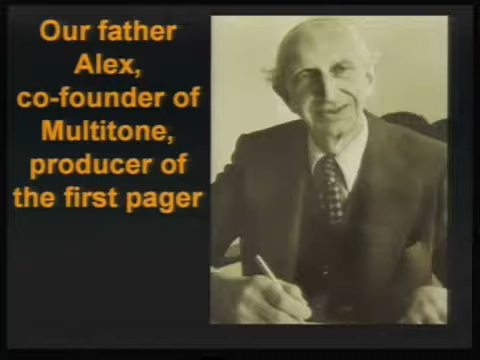 Our father
Alex,
co-founder of
Multitone,
producer of
the first pager